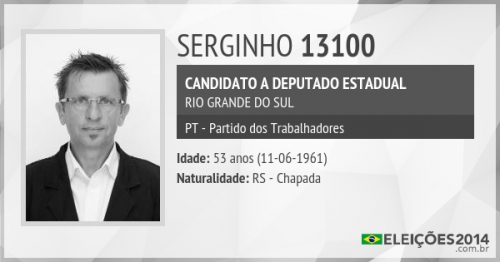 SERGINHO 13100
CANDIDATO A DEPUTADO ESTADUAL
RIO GRANDE DO SUL
PT - Partido dos Trabalhadores
Idade: 53 anos (11-06-1961)
Naturalidade: RS - Chapada
ELEIÇÕES2014
.com.br